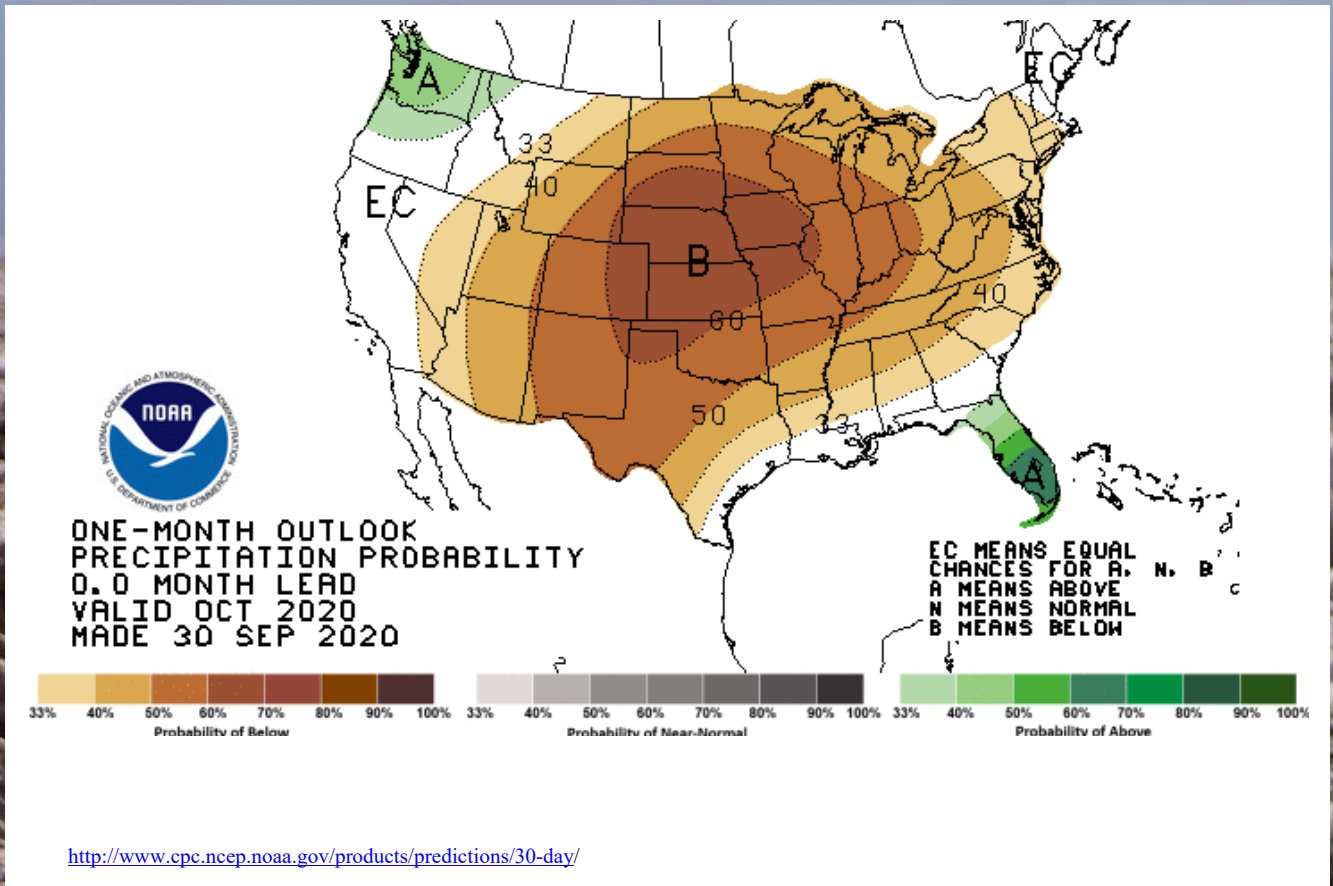 EC
A
33
40
EC
B
40
60
50
33
A
NATIONAL OCEANIC AND ATMOSPHERIC ADMINISTRATION
NOAA
U.S. DEPARTMENT OF COMMERCE
ONE-MONTH OUTLOOK
PRECIPITATION PROBABILITY
0.0 MONTH LEAD
VALID OCT 2020
MADE 30 SEP 2020
EC MEANS EQUAL
CHANCES FOR A, N, B
A MEANS ABOVE
N MEANS NORMAL
B MEANS BELOW
33% 40% 50% 60% 70% 80% 90% 100%
Probability of Below
33% 40% 50% 60% 70% 80% 90% 100%
Probability of Near-Normal
33% 40% 50% 60% 70% 80% 90% 100%
Probability of Above
http://www.cpc.ncep.noaa.gov/products/predictions/30-day/